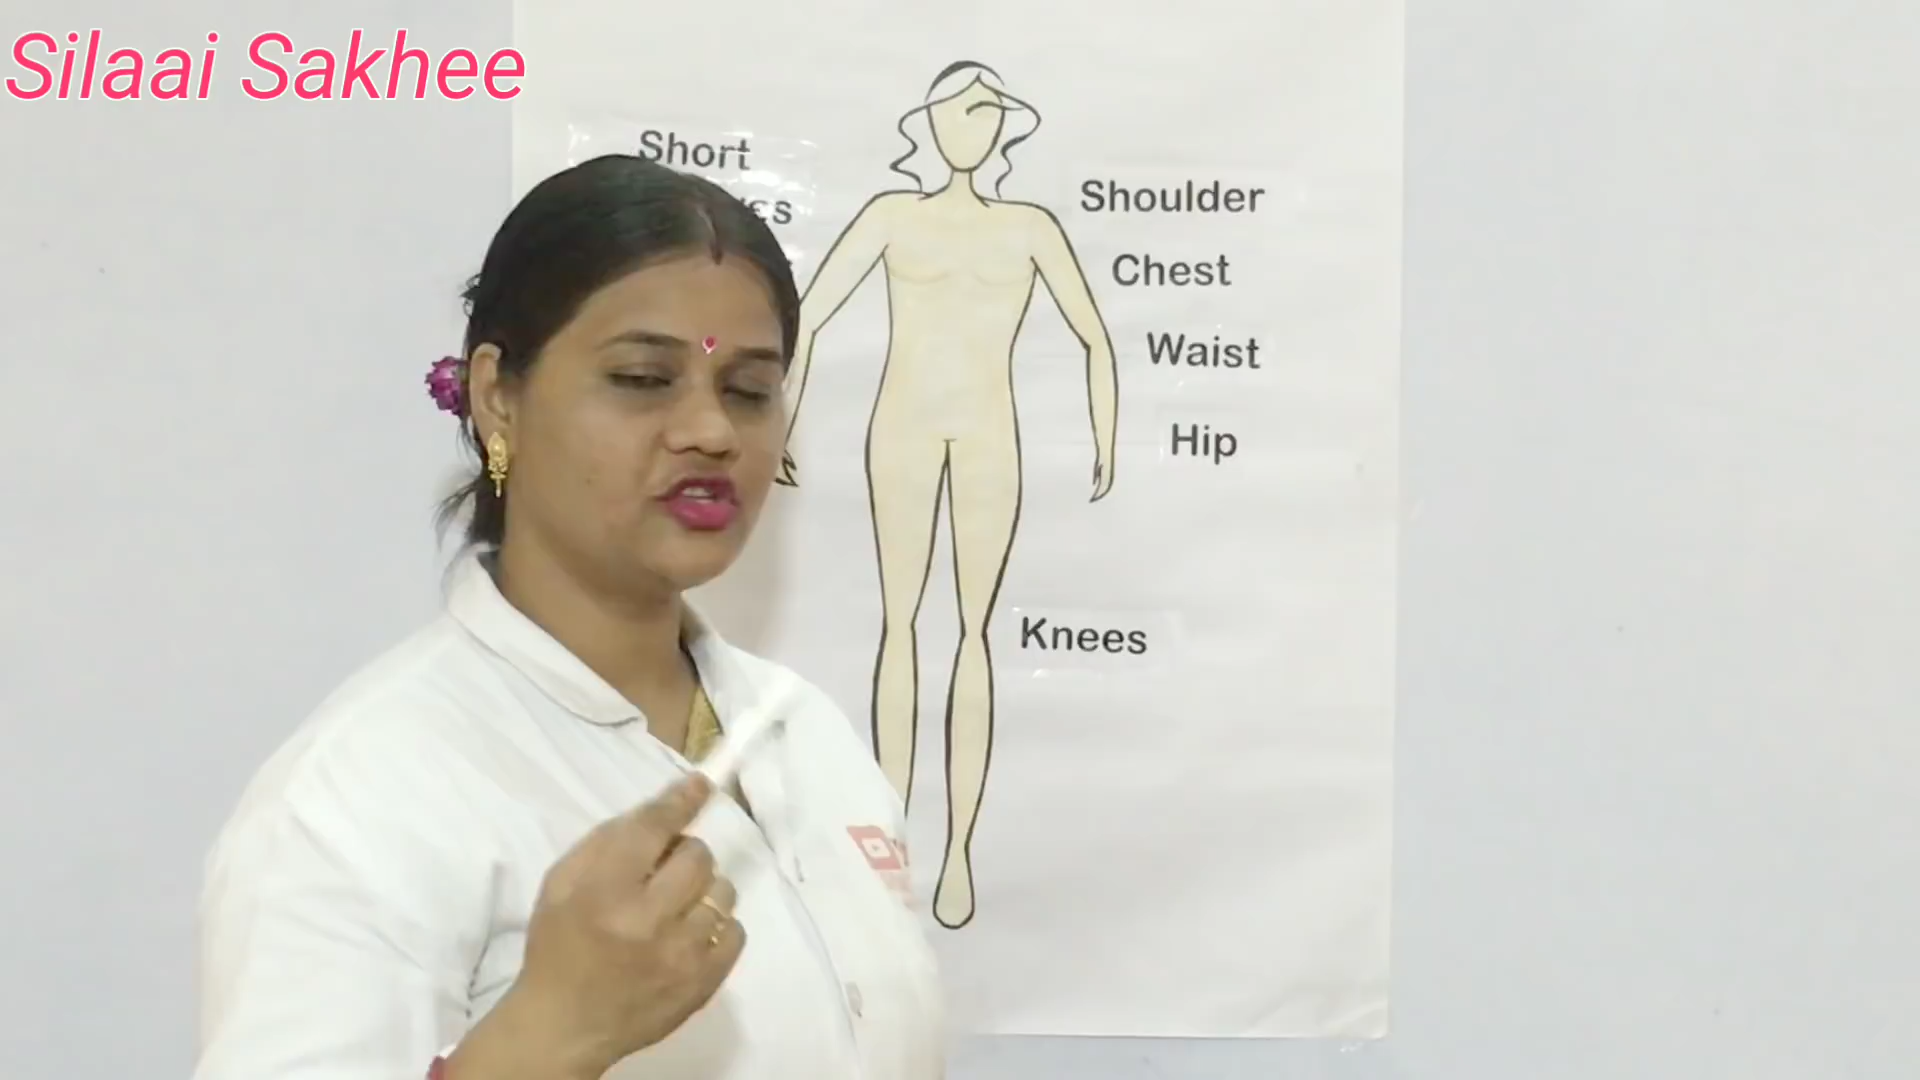 Silaai Sakhee
Short
Shoulder
Chest
Waist
Hip
Knees